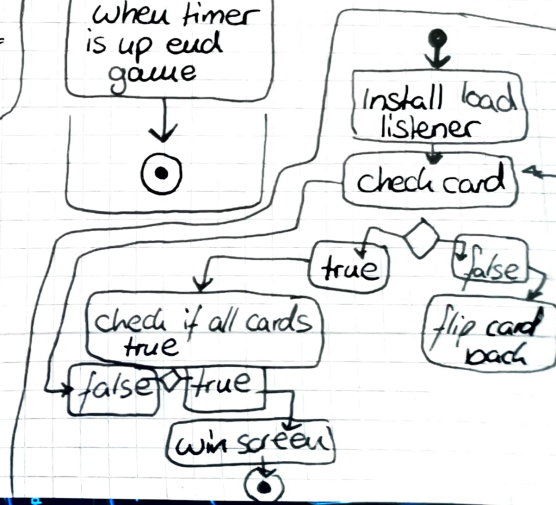 when timer
is up end
game
Install load
listener
check card
true
false
check if all cards
true
flip card
back
false
true
win screen